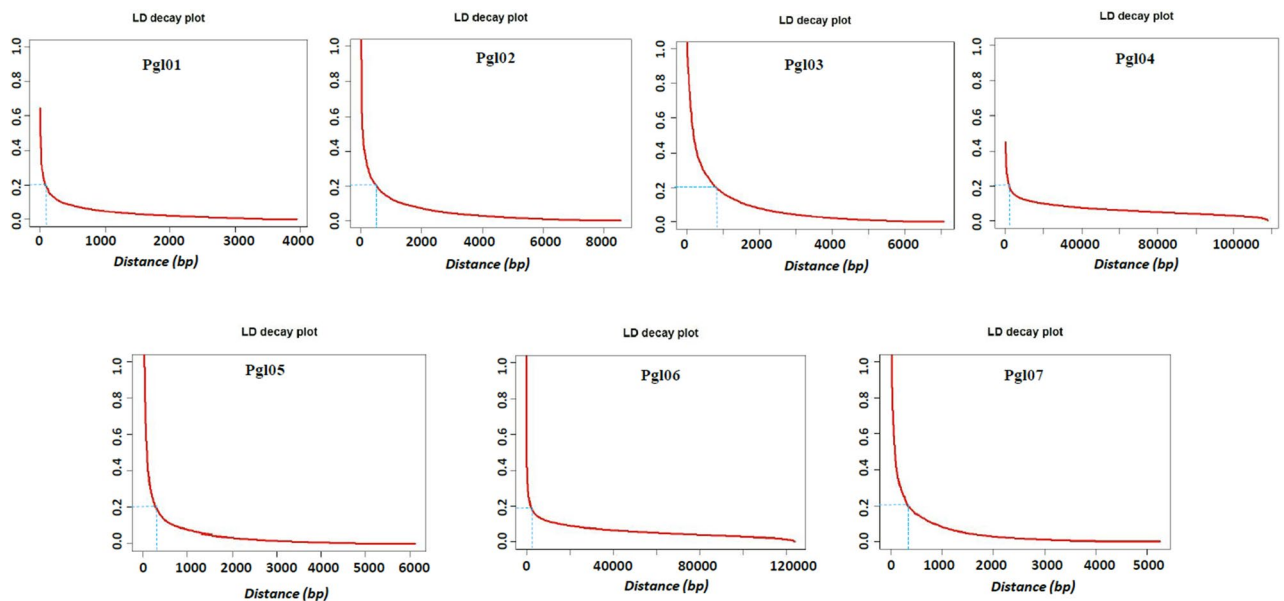 LD decay plot
Pgl01
1.0
0.8
0.6
0.4
0.2
0.0
0 1000 2000 3000 4000
Distance (bp)
LD decay plot
Pgl02
1.0
0.8
0.6
0.4
0.2
0.0
0 2000 4000 6000 8000
Distance (bp)
LD decay plot
Pgl03
1.0
0.8
0.6
0.4
0.2
0.0
0 2000 4000 6000
Distance (bp)
LD decay plot
Pgl04
1.0
0.8
0.6
0.4
0.2
0.0
0 40000 80000 100000
Distance (bp)
LD decay plot
Pgl05
1.0
0.8
0.6
0.4
0.2
0.0
0 1000 2000 3000 4000 5000 6000
Distance (bp)
LD decay plot
Pgl06
1.0
0.8
0.6
0.4
0.2
0.0
0 40000 80000 120000
Distance (bp)
LD decay plot
Pgl07
1.0
0.8
0.6
0.4
0.2
0.0
0 1000 2000 3000 4000 5000
Distance (bp)